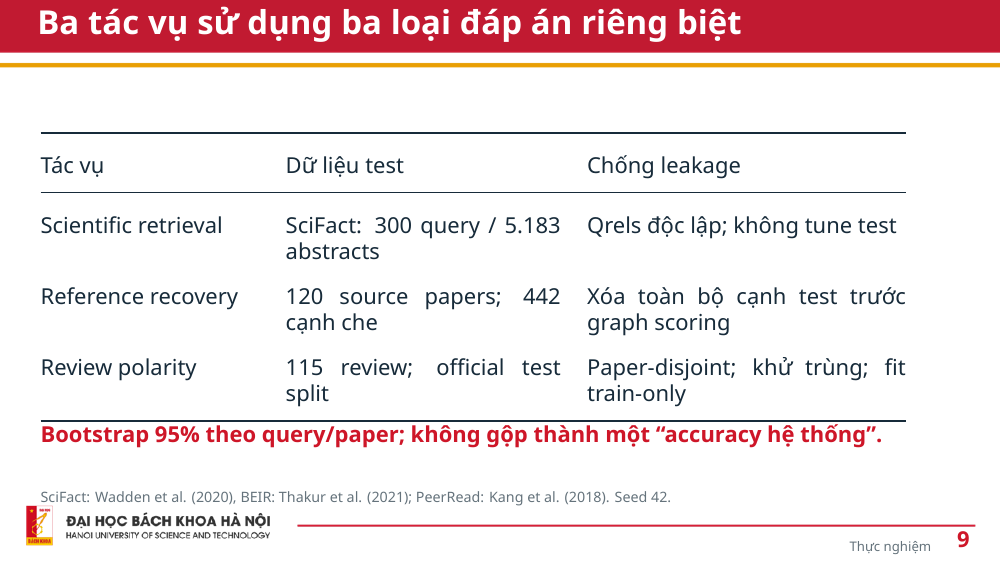 Ba tác vụ sử dụng ba loại đáp án riêng biệt
Tác vụ Dữ liệu test Chống leakage
Scientific retrieval SciFact: 300 query / 5.183 Qrels độc lập; không tune test
abstracts
Reference recovery 120 source papers; 442 Xóa toàn bộ cạnh test trước
cạnh che graph scoring
Review polarity 115 review; official test Paper-disjoint; khử trùng; fit
split train-only
Bootstrap 95% theo query/paper; không gộp thành một “accuracy hệ thống”.
SciFact: Wadden et al. (2020), BEIR: Thakur et al. (2021); PeerRead: Kang et al. (2018). Seed 42.
ĐẠI HỌC BÁCH KHOA HÀ NỘI
HANOI UNIVERSITY OF SCIENCE AND TECHNOLOGY
Thực nghiệm 9